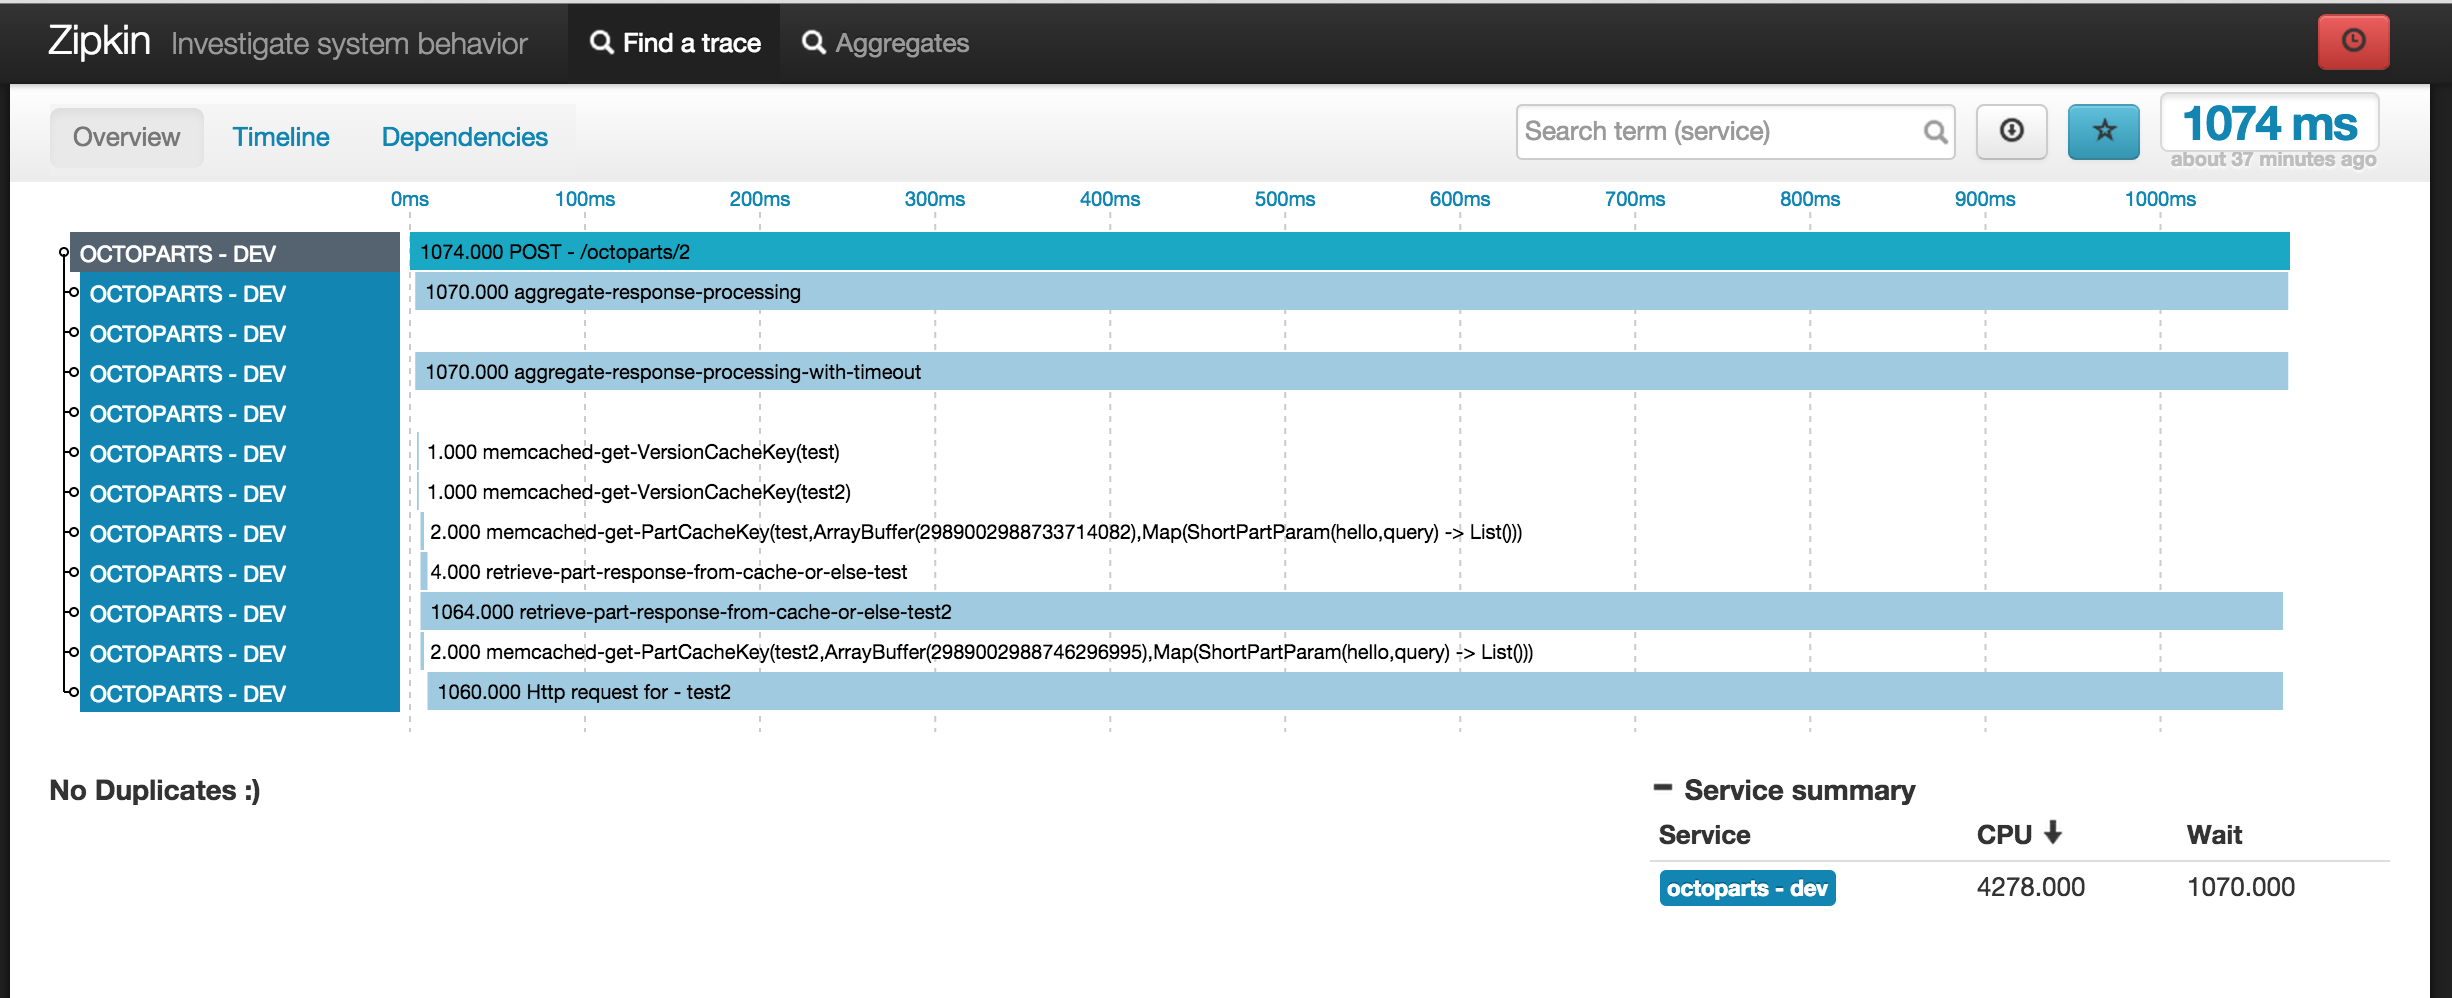 Zipkin Investigate system behavior Find a trace Aggregates
Overview Timeline Dependencies Search term (service) 1074 ms
about 37 minutes ago
0ms 100ms 200ms 300ms 400ms 500ms 600ms 700ms 800ms 900ms 1000ms
OCTOPARTS - DEV 1074.000 POST - /octoparts/2
OCTOPARTS - DEV 1070.000 aggregate-response-processing
OCTOPARTS - DEV
OCTOPARTS - DEV 1070.000 aggregate-response-processing-with-timeout
OCTOPARTS - DEV
OCTOPARTS - DEV 1.000 memcached-get-VersionCacheKey(test)
OCTOPARTS - DEV 1.000 memcached-get-VersionCacheKey(test2)
OCTOPARTS - DEV 2.000 memcached-get-PartCacheKey(test,ArrayBuffer(2989002988733714082),Map(ShortPartParam(hello,query) -> List()))
OCTOPARTS - DEV 4.000 retrieve-part-response-from-cache-or-else-test
OCTOPARTS - DEV 1064.000 retrieve-part-response-from-cache-or-else-test2
OCTOPARTS - DEV 2.000 memcached-get-PartCacheKey(test2,ArrayBuffer(2989002988746296995),Map(ShortPartParam(hello,query) -> List()))
OCTOPARTS - DEV 1060.000 Http request for - test2
No Duplicates :)
Service summary
Service CPU Wait
octoparts - dev 4278.000 1070.000